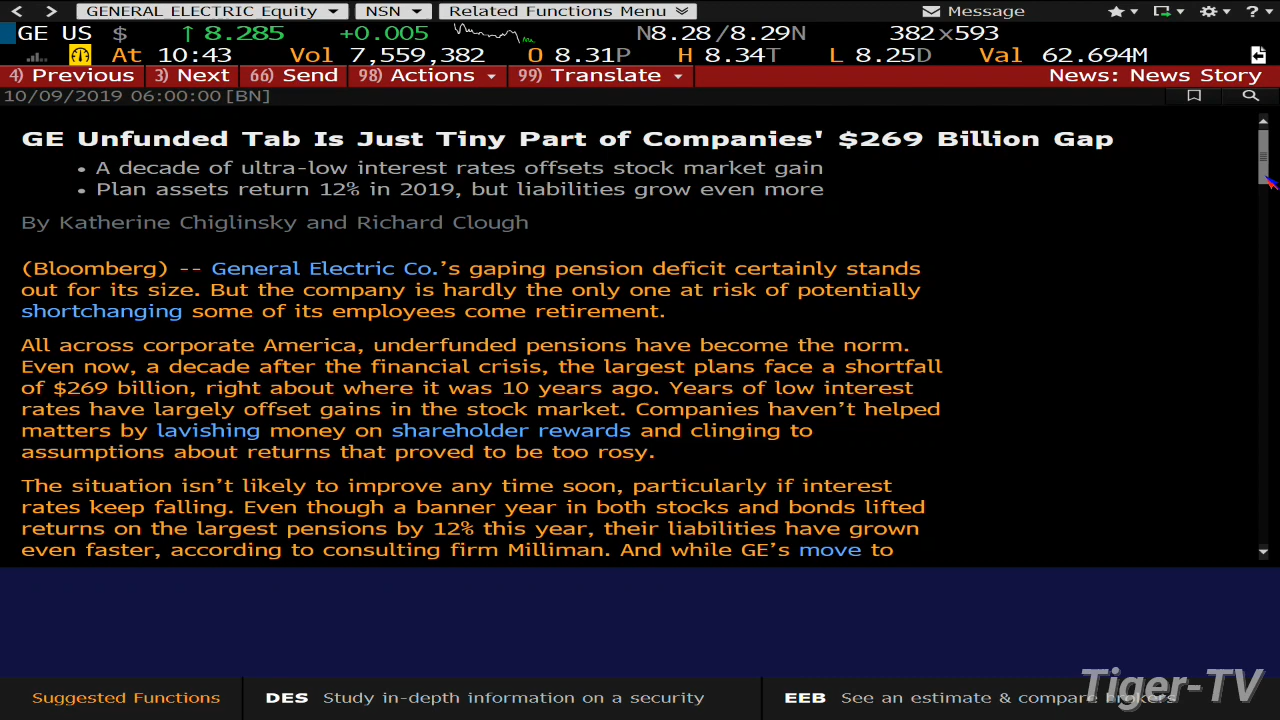 < > GENERAL ELECTRIC Equity NSN Related Functions Menu Message ?
GE US $ ↑ 8.285 +0.005 N8.28/8.29N 382x593
At 10:43 Vol 7,559,382 O 8.31P H 8.34T L 8.25D Val 62.694M
4) Previous 3) Next 66) Send 98) Actions 99) Translate News: News Story
10/09/2019 06:00:00 [BN]
GE Unfunded Tab Is Just Tiny Part of Companies' $269 Billion Gap
• A decade of ultra-low interest rates offsets stock market gain
• Plan assets return 12% in 2019, but liabilities grow even more
By Katherine Chiglinsky and Richard Clough
(Bloomberg) -- General Electric Co.'s gaping pension deficit certainly stands
out for its size. But the company is hardly the only one at risk of potentially
shortchanging some of its employees come retirement.
All across corporate America, underfunded pensions have become the norm.
Even now, a decade after the financial crisis, the largest plans face a shortfall
of $269 billion, right about where it was 10 years ago. Years of low interest
rates have largely offset gains in the stock market. Companies haven't helped
matters by lavishing money on shareholder rewards and clinging to
assumptions about returns that proved to be too rosy.
The situation isn't likely to improve any time soon, particularly if interest
rates keep falling. Even though a banner year in both stocks and bonds lifted
returns on the largest pensions by 12% this year, their liabilities have grown
even faster, according to consulting firm Milliman. And while GE's move to
Suggested Functions DES Study in-depth information on a security EEB See an estimate & compare brokers
Tiger-TV